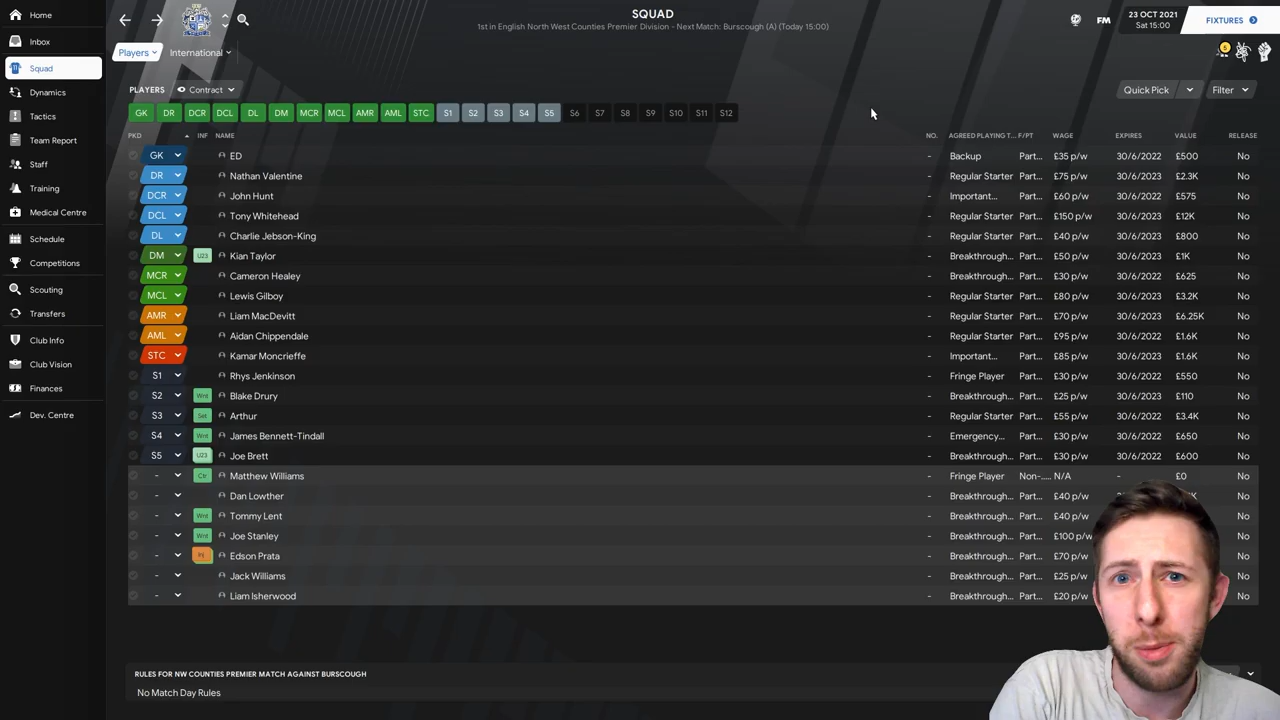 Home
Inbox
Squad
Dynamics
Tactics
Team Report
Staff
Training
Medical Centre
Schedule
Competitions
Scouting
Transfers
Club Info
Club Vision
Finances
Dev. Centre
SQUAD
1st in English North West Counties Premier Division - Next Match: Burscough (A) (Today 15:00)
FM
23 OCT 2021
Sat 15:00
FIXTURES
Players
International
PLAYERS Contract Quick Pick Filter
GK DR DCR DCL DL DM MCR MCL AMR AML STC S1 S2 S3 S4 S5 S6 S7 S8 S9 S10 S11 S12
PKD INF NAME NO. AGREED PLAYING T... F/PT WAGE EXPIRES VALUE RELEASE
GK ED - Backup Part... £35 p/w 30/6/2022 £500 No
DR Nathan Valentine - Regular Starter Part... £75 p/w 30/6/2023 £2.3K No
DCR John Hunt - Important... Part... £60 p/w 30/6/2022 £575 No
DCL Tony Whitehead - Regular Starter Part... £150 p/w 30/6/2023 £12K No
DL Charlie Jebson-King - Regular Starter Part... £40 p/w 30/6/2023 £800 No
DM U23 Kian Taylor - Breakthrough... Part... £50 p/w 30/6/2023 £1K No
MCR Cameron Healey - Breakthrough... Part... £30 p/w 30/6/2022 £625 No
MCL Lewis Gilboy - Regular Starter Part... £80 p/w 30/6/2023 £3.2K No
AMR Liam MacDevitt - Regular Starter Part... £70 p/w 30/6/2023 £6.25K No
AML Aidan Chippendale - Regular Starter Part... £95 p/w 30/6/2022 £1.6K No
STC Kamar Moncrieffe - Important... Part... £85 p/w 30/6/2023 £1.6K No
S1 Rhys Jenkinson - Fringe Player Part... £30 p/w 30/6/2022 £550 No
S2 Wnt Blake Drury - Breakthrough... Part... £25 p/w 30/6/2023 £110 No
S3 Set Arthur - Regular Starter Part... £55 p/w 30/6/2022 £3.4K No
S4 Wnt James Bennett-Tindall - Emergency... Part... £30 p/w 30/6/2022 £650 No
S5 U23 Joe Brett - Breakthrough... Part... £30 p/w 30/6/2022 £600 No
- Ctr Matthew Williams - Fringe Player Non-.... N/A - £0 No
- Dan Lowther - Breakthrough... Part... £40 p/w No
- Wnt Tommy Lent - Breakthrough... Part... £40 p/w No
- Wnt Joe Stanley - Breakthrough... Part... £100 p/w No
- Inj Edson Prata - Breakthrough... Part... £70 p/w No
- Jack Williams - Breakthrough... Part... £25 p/w No
- Liam Isherwood - Breakthrough... Part... £20 p/w No
RULES FOR NW COUNTIES PREMIER MATCH AGAINST BURSCOUGH
No Match Day Rules